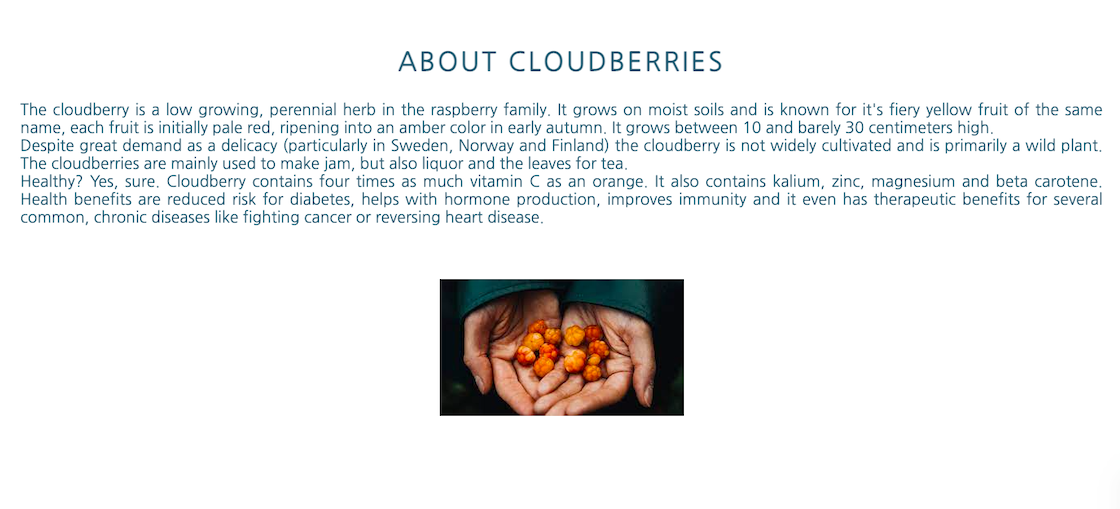 ABOUT CLOUDBERRIES
The cloudberry is a low growing, perennial herb in the raspberry family. It grows on moist soils and is known for it's fiery yellow fruit of the same
name, each fruit is initially pale red, ripening into an amber color in early autumn. It grows between 10 and barely 30 centimeters high.
Despite great demand as a delicacy (particularly in Sweden, Norway and Finland) the cloudberry is not widely cultivated and is primarily a wild plant.
The cloudberries are mainly used to make jam, but also liquor and the leaves for tea.
Healthy? Yes, sure. Cloudberry contains four times as much vitamin C as an orange. It also contains kalium, zinc, magnesium and beta carotene.
Health benefits are reduced risk for diabetes, helps with hormone production, improves immunity and it even has therapeutic benefits for several
common, chronic diseases like fighting cancer or reversing heart disease.